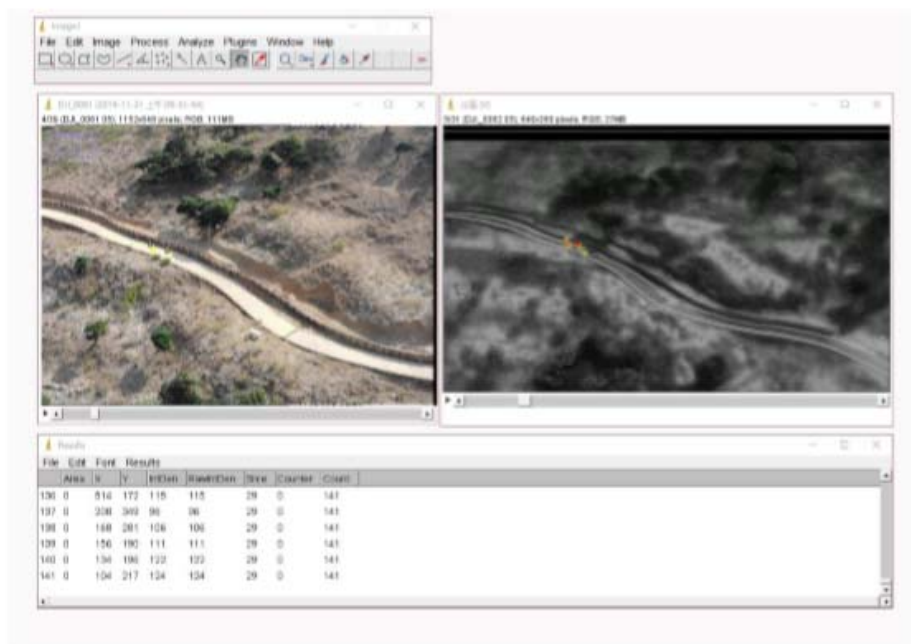 ImageJ
File Edit Image Process Analyze Plugins Window Help
Results
File Edit Font Results
Area X Y IntDen RawIntDen Slice Counter Count
136 0 514 172 115 115 29 0 141
137 0 208 349 96 96 29 0 141
138 0 168 281 106 106 29 0 141
139 0 156 190 111 111 29 0 141
140 0 134 196 122 122 29 0 141
141 0 104 217 124 124 29 0 141